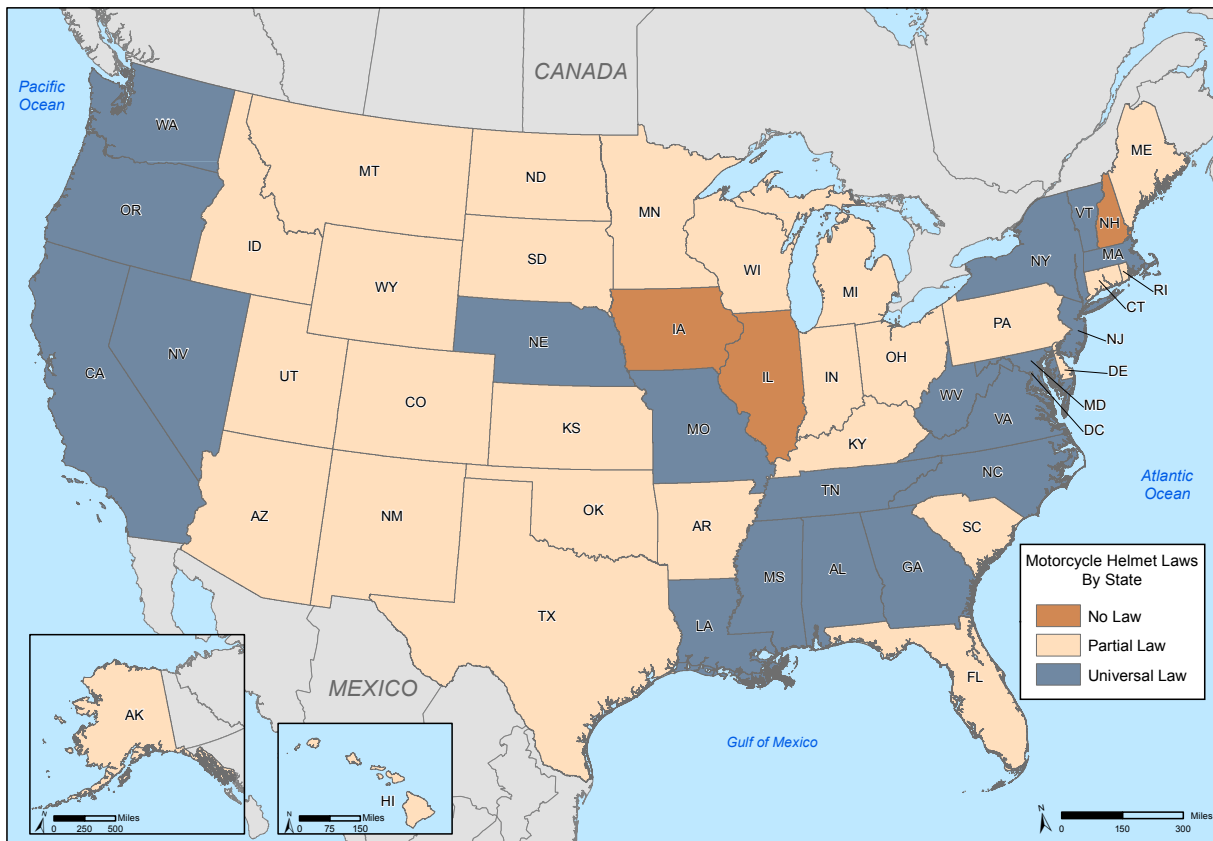 CANADA
Pacific
Ocean
WA
MT
ND
MN
ME
OR
ID
SD
WI
MI
NY
VT
NH
MA
RI
CT
WY
IA
PA
NJ
NE
IL
IN
OH
DE
MD
DC
CA
NV
UT
CO
KS
MO
KY
WV
VA
AZ
NM
OK
AR
TN
NC
SC
Atlantic
Ocean
TX
LA
MS
AL
GA
FL
MEXICO
Gulf of Mexico
Motorcycle Helmet Laws
By State
No Law
Partial Law
Universal Law
AK
N
Miles
0 250 500
HI
N
Miles
0 75 150
N
Miles
0 150 300